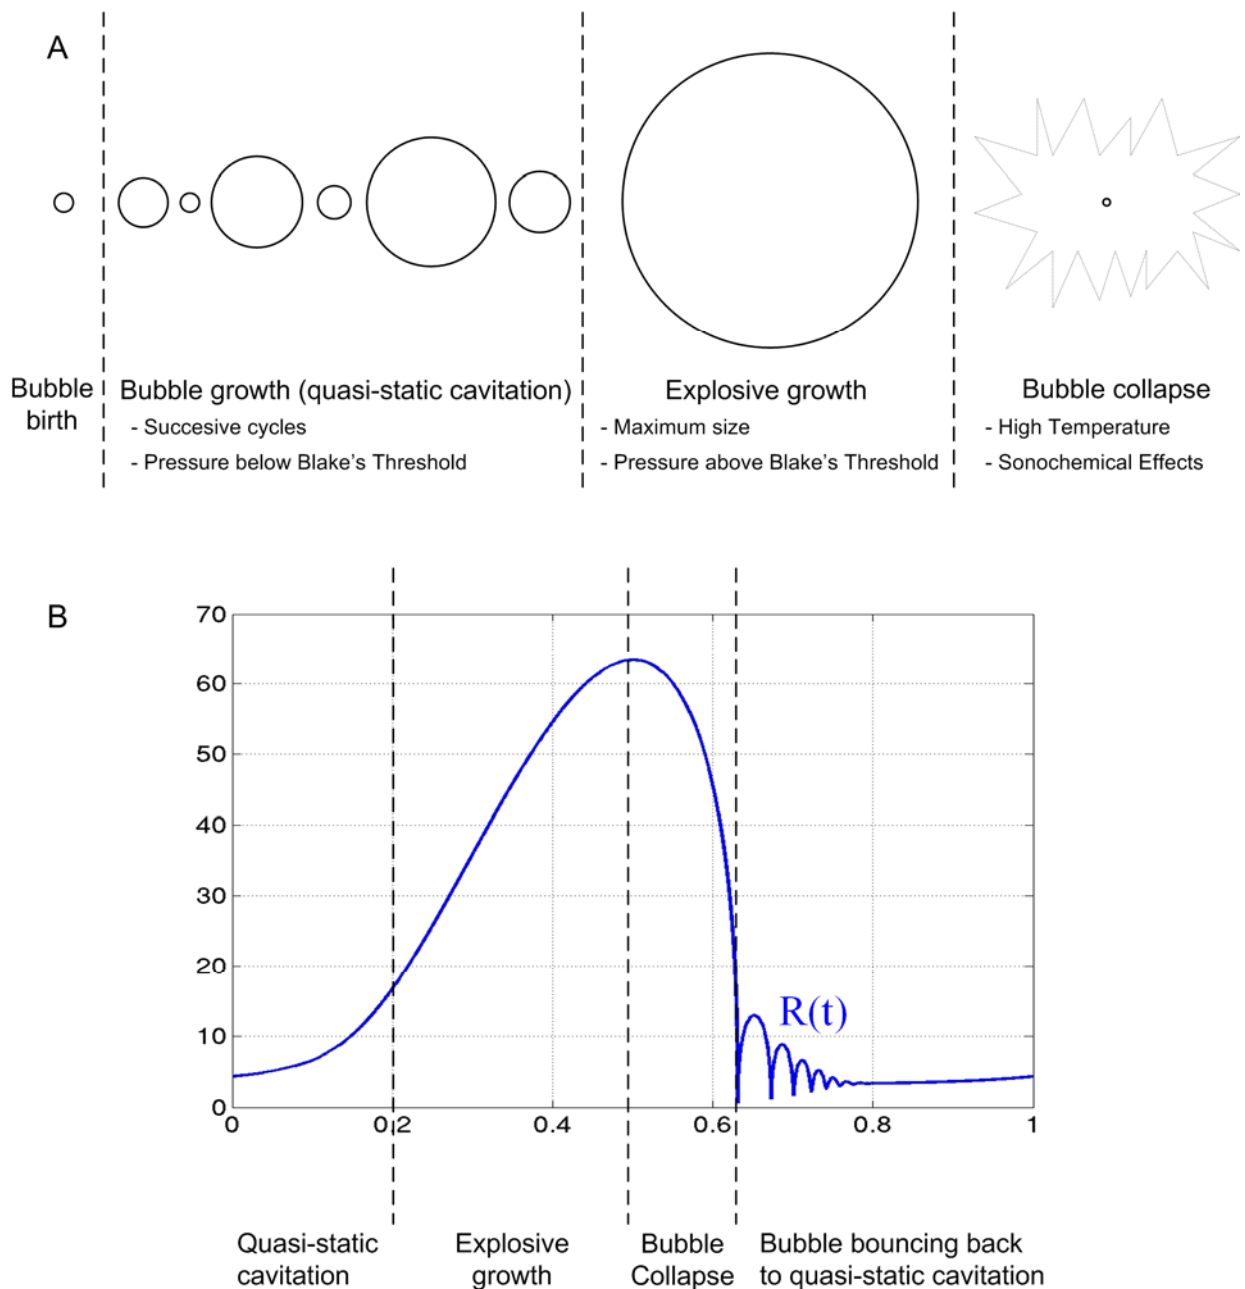 A
Bubble
birth
Bubble growth (quasi-static cavitation)
- Succesive cycles
- Pressure below Blake's Threshold
Explosive growth
- Maximum size
- Pressure above Blake's Threshold
Bubble collapse
- High Temperature
- Sonochemical Effects
B
70
60
50
40
30
20
10
0
R(t)
0 0.2 0.4 0.6 0.8 1
Quasi-static
cavitation
Explosive
growth
Bubble
Collapse
Bubble bouncing back
to quasi-static cavitation